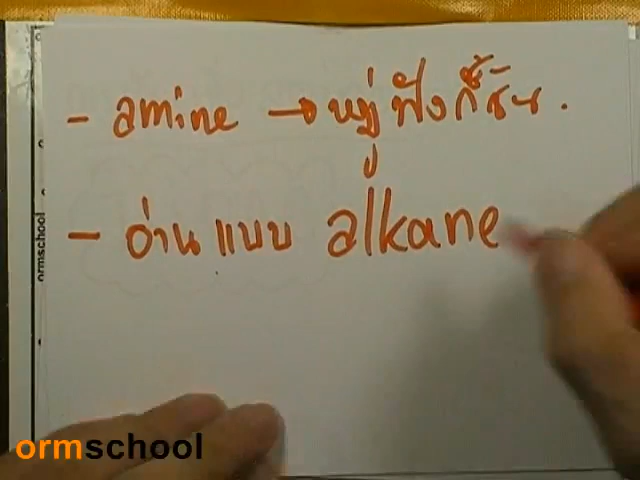 - amine → หมู่ฟังก์ชัน.
- อ่านแบบ alkane
ormschool
ormschool